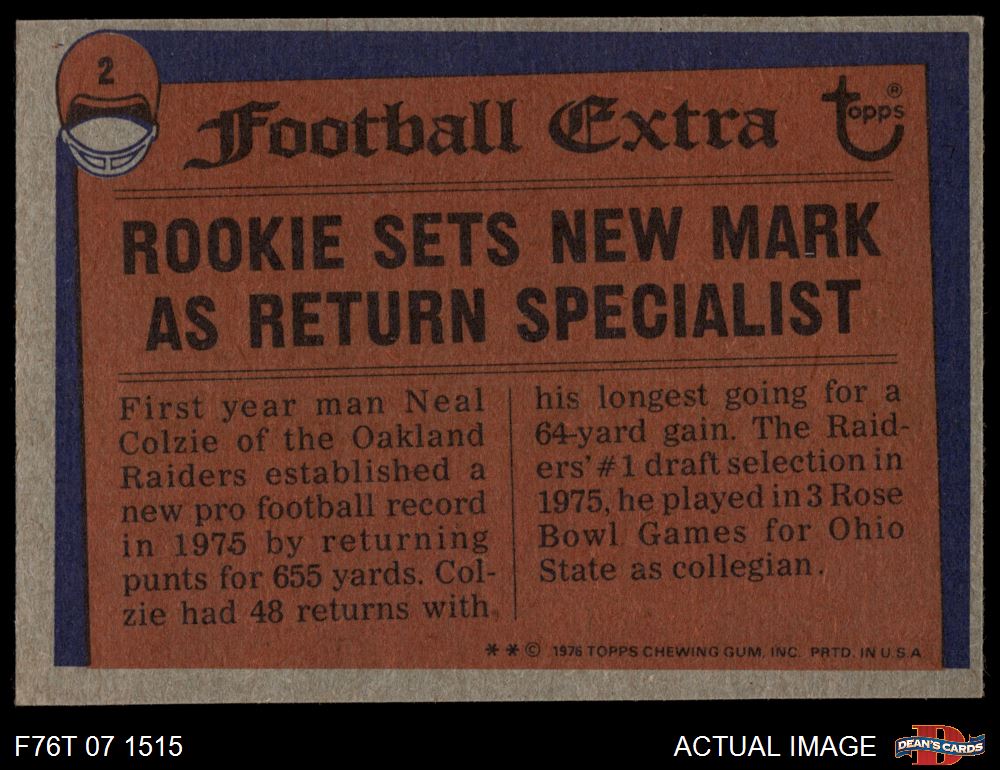 2
Football Extra
Topps ®
ROOKIE SETS NEW MARK
AS RETURN SPECIALIST
First year man Neal
Colzie of the Oakland
Raiders established a
new pro football record
in 1975 by returning
punts for 655 yards. Col-
zie had 48 returns with
his longest going for a
64-yard gain. The Raid-
ers' #1 draft selection in
1975, he played in 3 Rose
Bowl Games for Ohio
State as collegian.
* * © 1976 TOPPS CHEWING GUM, INC. PRTD. IN U.S.A
F76T 07 1515
ACTUAL IMAGE
D
DEAN'S CARDS